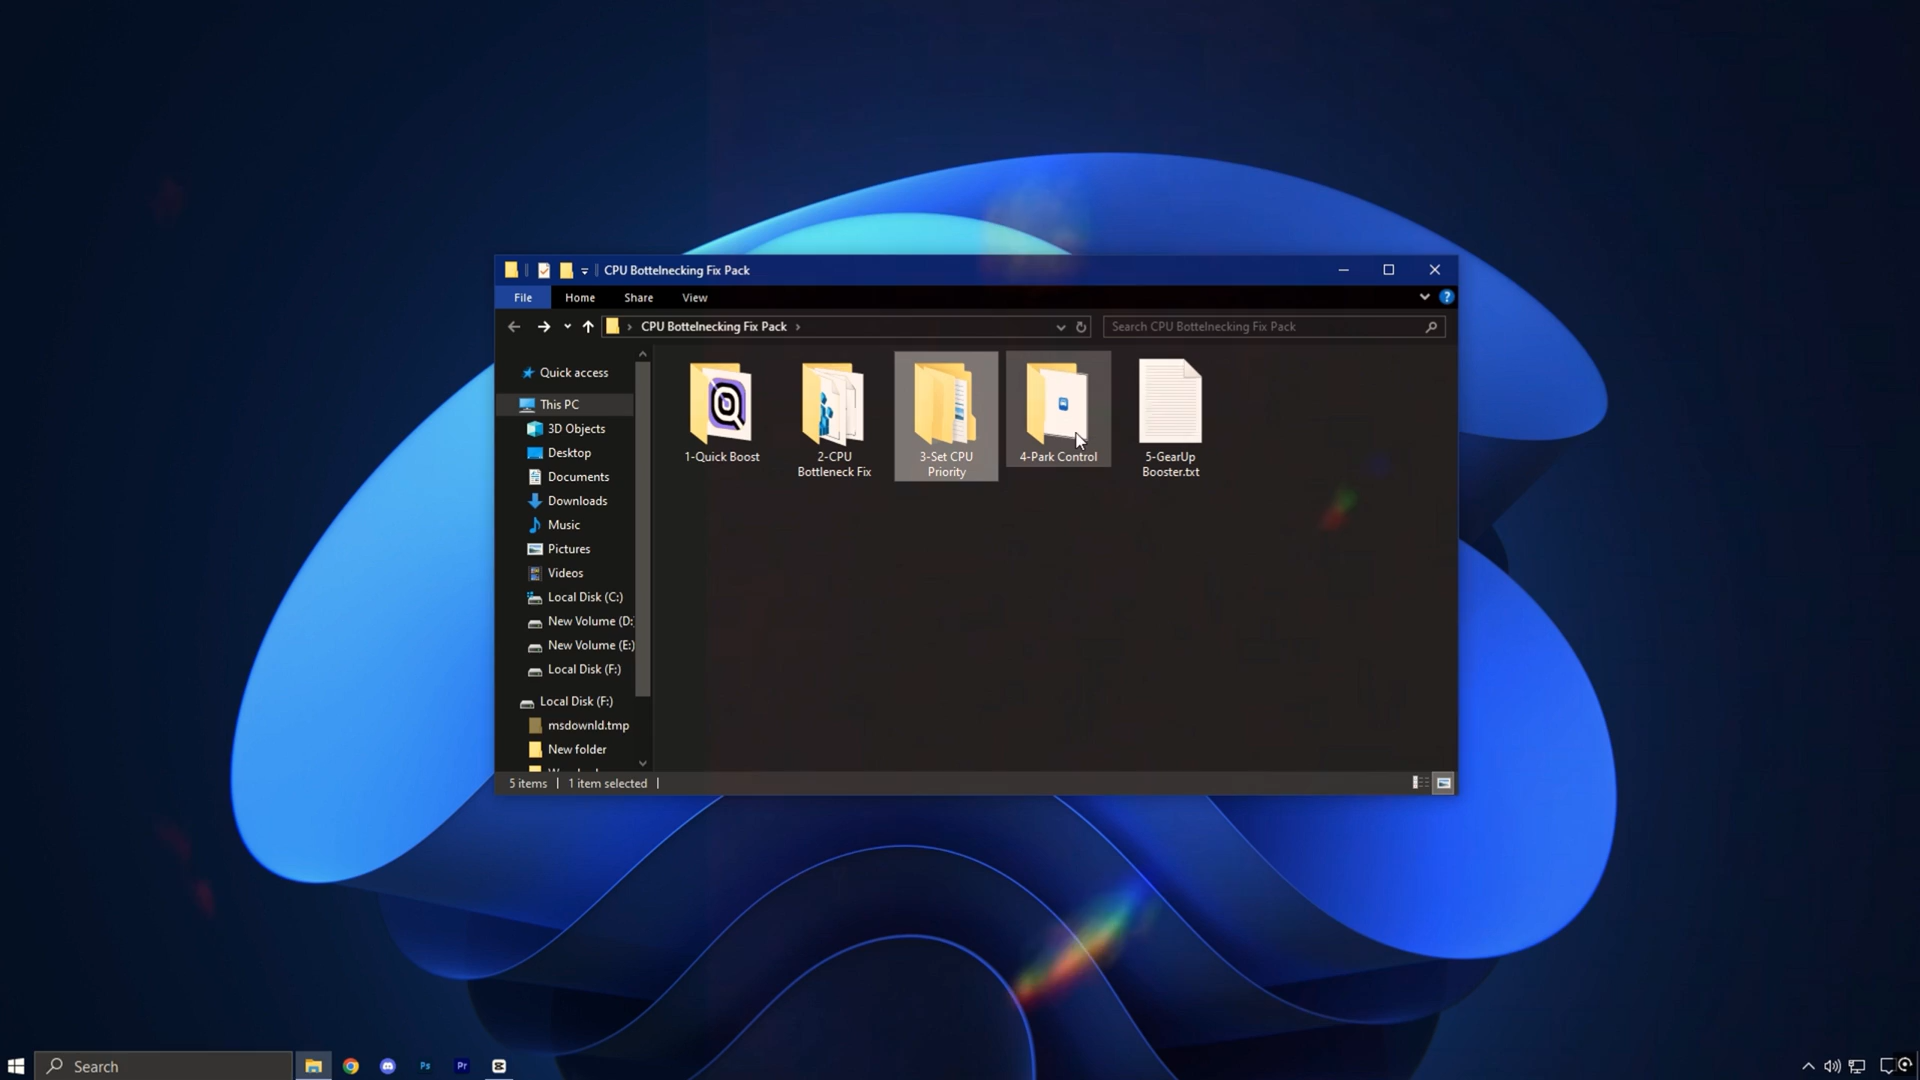 CPU Bottelnecking Fix Pack
File Home Share View
CPU Bottelnecking Fix Pack
Search CPU Bottelnecking Fix Pack
Quick access
This PC
3D Objects
Desktop
Documents
Downloads
Music
Pictures
Videos
Local Disk (C:)
New Volume (D:
New Volume (E:)
Local Disk (F:)
Local Disk (F:)
msdownld.tmp
New folder
1-Quick Boost
2-CPU
Bottleneck Fix
3-Set CPU
Priority
4-Park Control
5-GearUp
Booster.txt
5 items | 1 item selected |
Search
Ps
Pr